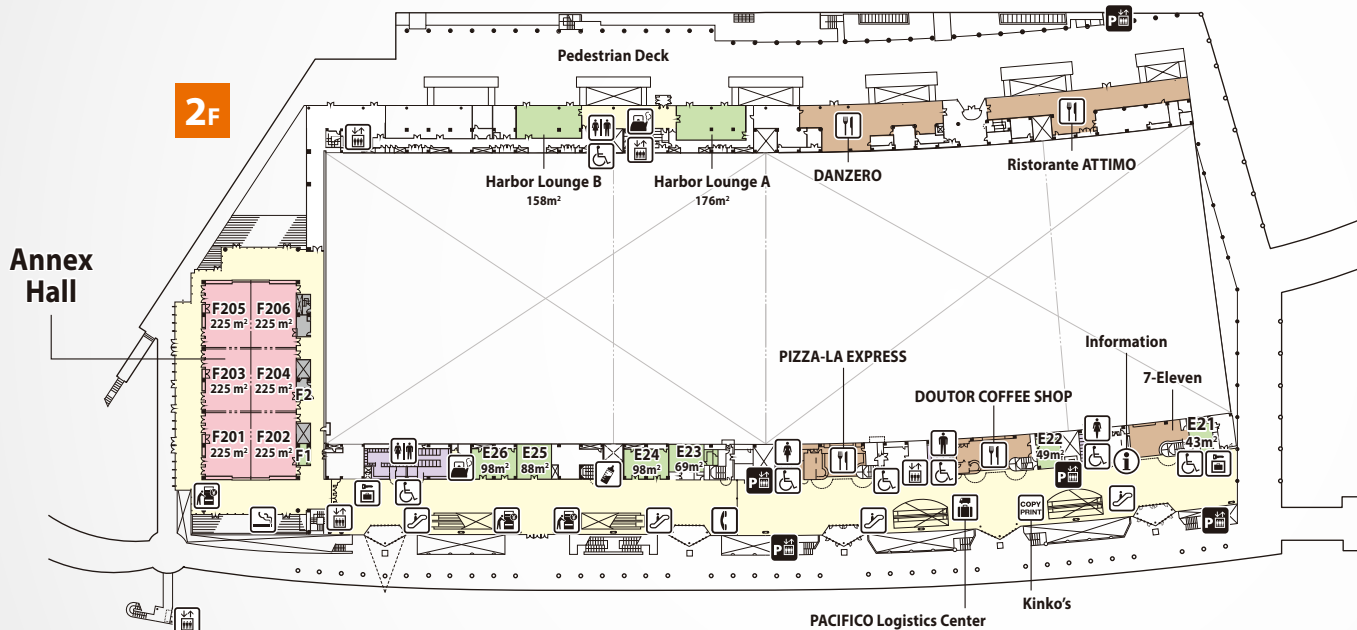 Pedestrian Deck
2F
Harbor Lounge B
158m²
Harbor Lounge A
176m²
DANZERO
Ristorante ATTIMO
Annex
Hall
F205
225 m²
F206
225 m²
F203
225 m²
F204
225 m²
F2
F201
225 m²
F202
225 m²
F1
PIZZA-LA EXPRESS
Information
7-Eleven
DOUTOR COFFEE SHOP
E26
98m²
E25
88m²
E24
98m²
E23
69m²
E22
49m²
E21
43m²
P
P
P
P
P
i
COPY
PRINT
Kinko's
PACIFICO Logistics Center